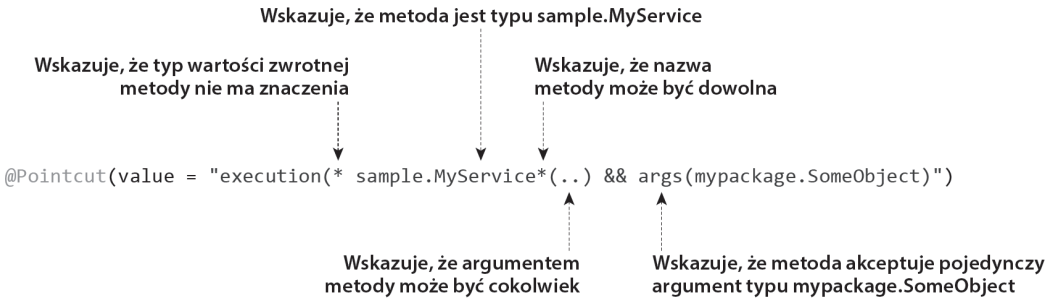 Wskazuje, że metoda jest typu sample.MyService
Wskazuje, że typ wartości zwrotnej
metody nie ma znaczenia
Wskazuje, że nazwa
metody może być dowolna
@Pointcut(value = "execution(* sample.MyService*(..) && args(mypackage.SomeObject)")
Wskazuje, że argumentem
metody może być cokolwiek
Wskazuje, że metoda akceptuje pojedynczy
argument typu mypackage.SomeObject